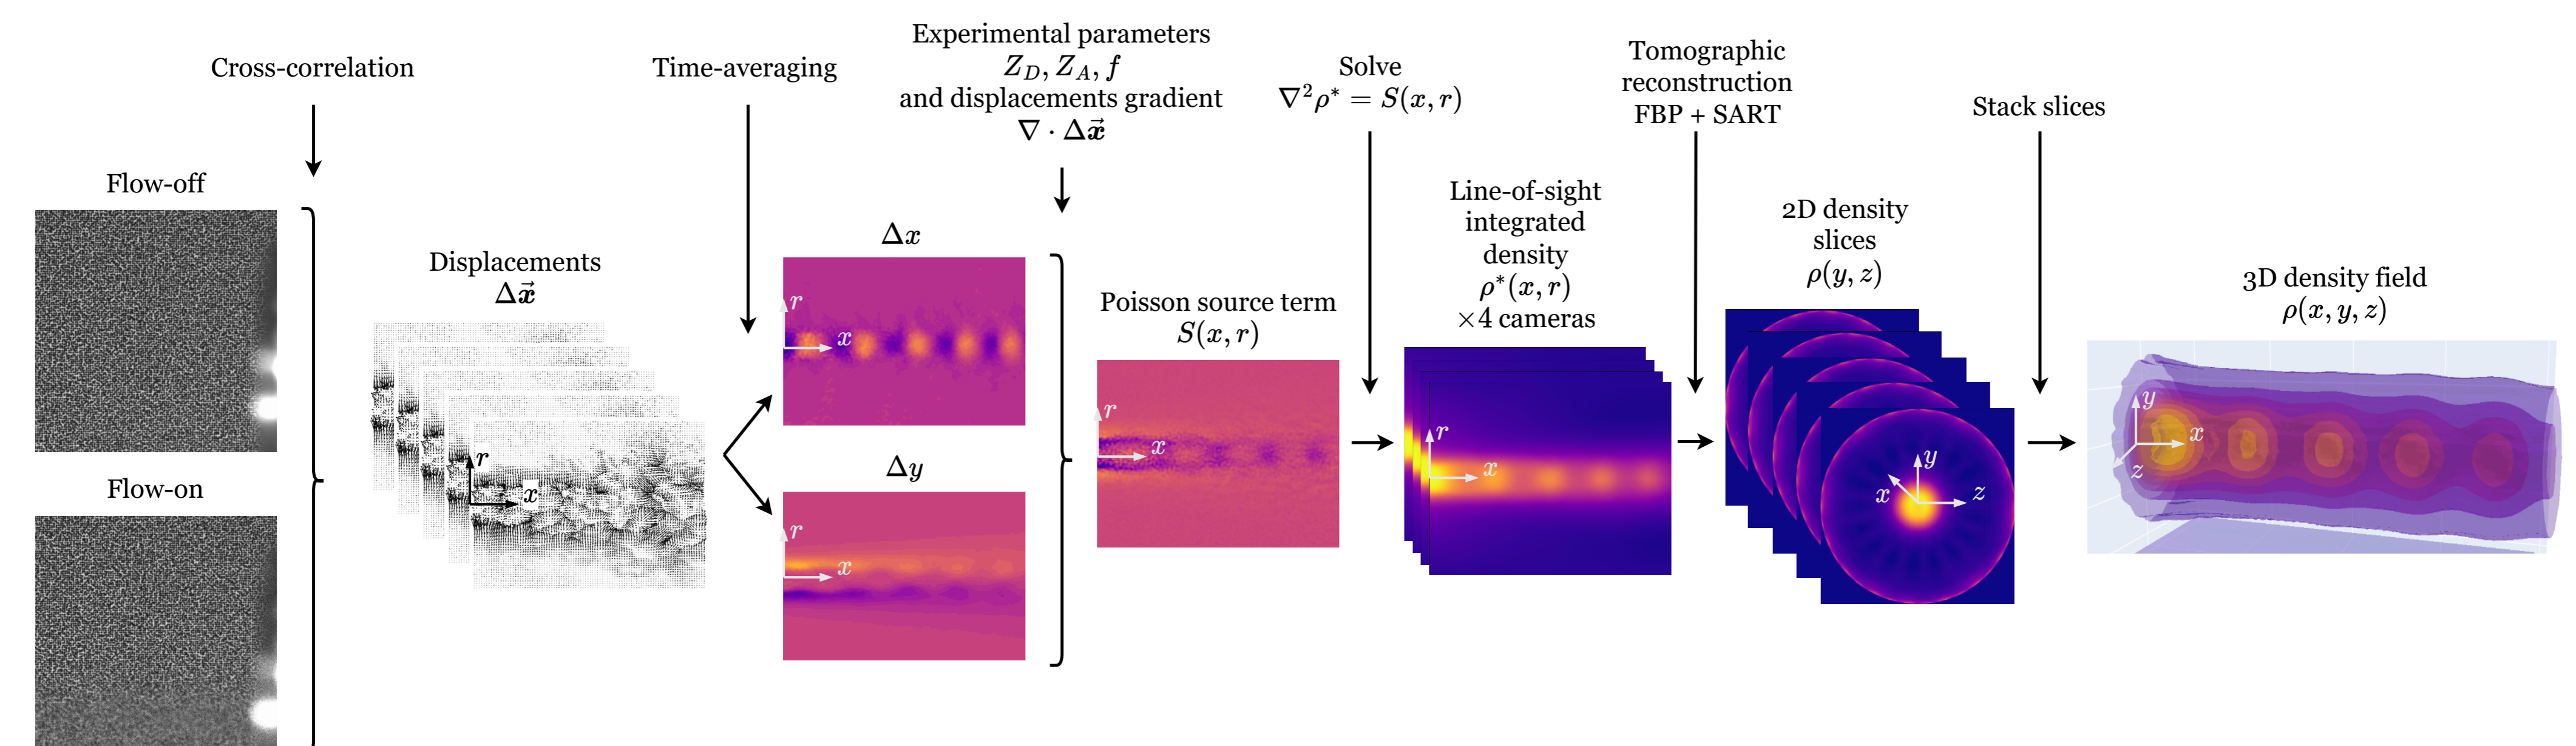 Cross-correlation
Flow-off
Flow-on
Displacements
Δx⃗
r
x
Time-averaging
Δx
r
x
Δy
r
x
Experimental parameters
Z_D, Z_A, f
and displacements gradient
∇ · Δx⃗
Poisson source term
S(x, r)
r
x
Solve
∇²ρ* = S(x, r)
Line-of-sight
integrated
density
ρ*(x, r)
×4 cameras
r
x
Tomographic
reconstruction
FBP + SART
2D density
slices
ρ(y, z)
y
x
z
Stack slices
3D density field
ρ(x, y, z)
y
x
z